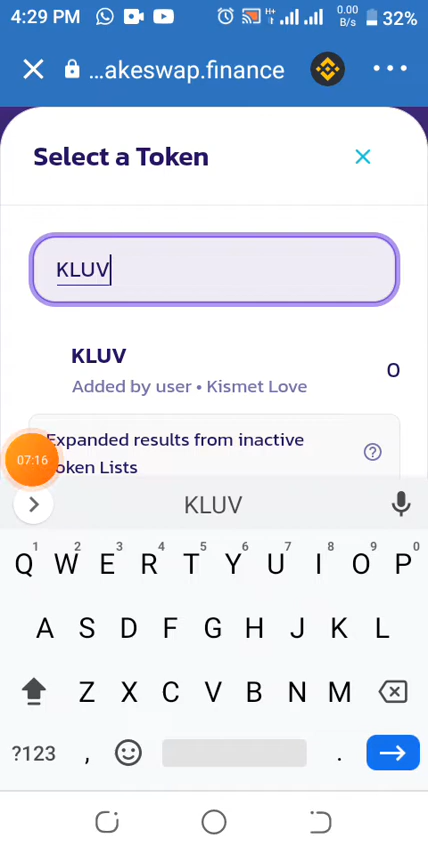 4:29 PM 0.00 B/s 32%
H+
...akeswap.finance
Select a Token
KLUV
KLUV
0
Added by user • Kismet Love
Expanded results from inactive
Token Lists
07:16
KLUV
1 2 3 4 5 6 7 8 9 0
Q W E R T Y U I O P
A S D F G H J K L
Z X C V B N M
?123 , .